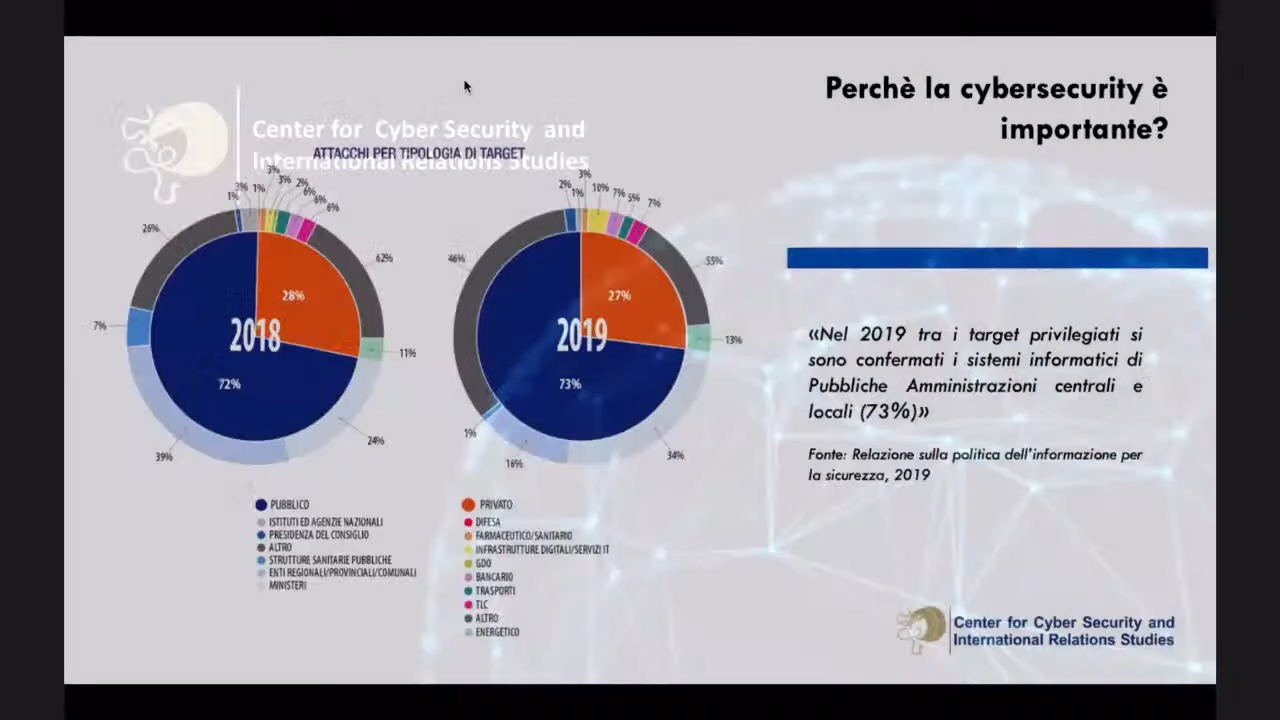 Perchè la cybersecurity è
importante?
Center for Cyber Security and
International Relations Studies
ATTACCHI PER TIPOLOGIA DI TARGET
1%
3%
1%
3%
3%
2%
6%
6%
6%
26%
62%
28%
2018
7%
11%
72%
24%
39%
2%
1%
3%
10%
7%
5%
7%
46%
55%
27%
2019
13%
73%
1%
34%
16%
«Nel 2019 tra i target privilegiati si
sono confermati i sistemi informatici di
Pubbliche Amministrazioni centrali e
locali (73%)»
Fonte: Relazione sulla politica dell'informazione per
la sicurezza, 2019
PUBBLICO
ISTITUTI ED AGENZIE NAZIONALI
PRESIDENZA DEL CONSIGLIO
ALTRO
STRUTTURE SANITARIE PUBBLICHE
ENTI REGIONALI/PROVINCIALI/COMUNALI
MINISTERI
PRIVATO
DIFESA
FARMACEUTICO/SANITARIO
INFRASTRUTTURE DIGITALI/SERVIZI IT
GDO
BANCARIO
TRASPORTI
TLC
ALTRO
ENERGETICO
Center for Cyber Security and
International Relations Studies